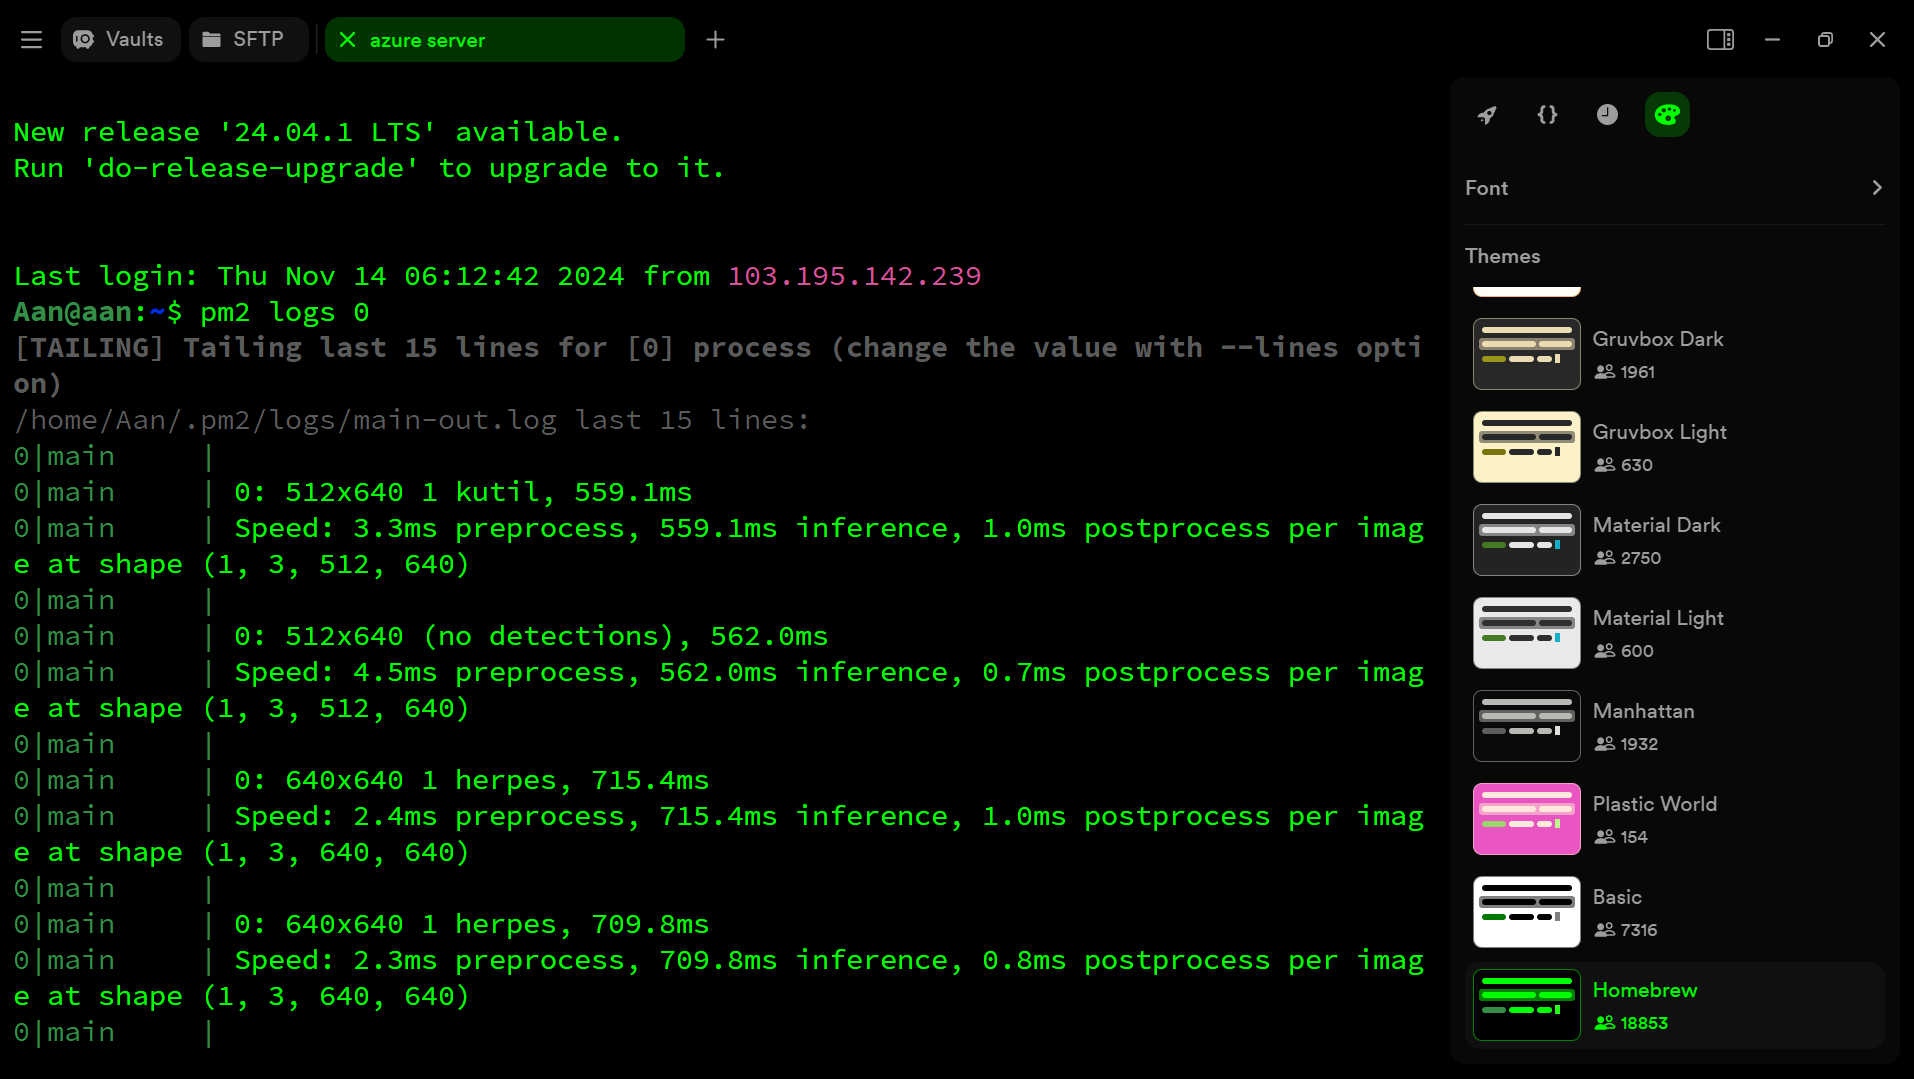 Vaults
SFTP
azure server
New release '24.04.1 LTS' available.
Run 'do-release-upgrade' to upgrade to it.
Last login: Thu Nov 14 06:12:42 2024 from 103.195.142.239
Aan@aan:~$ pm2 logs 0
[TAILING] Tailing last 15 lines for [0] process (change the value with --lines opti
on)
/home/Aan/.pm2/logs/main-out.log last 15 lines:
0|main     |
0|main     | 0: 512x640 1 kutil, 559.1ms
0|main     | Speed: 3.3ms preprocess, 559.1ms inference, 1.0ms postprocess per imag
e at shape (1, 3, 512, 640)
0|main     |
0|main     | 0: 512x640 (no detections), 562.0ms
0|main     | Speed: 4.5ms preprocess, 562.0ms inference, 0.7ms postprocess per imag
e at shape (1, 3, 512, 640)
0|main     |
0|main     | 0: 640x640 1 herpes, 715.4ms
0|main     | Speed: 2.4ms preprocess, 715.4ms inference, 1.0ms postprocess per imag
e at shape (1, 3, 640, 640)
0|main     |
0|main     | 0: 640x640 1 herpes, 709.8ms
0|main     | Speed: 2.3ms preprocess, 709.8ms inference, 0.8ms postprocess per imag
e at shape (1, 3, 640, 640)
0|main     |
Font
Themes
Gruvbox Dark
1961
Gruvbox Light
630
Material Dark
2750
Material Light
600
Manhattan
1932
Plastic World
154
Basic
7316
Homebrew
18853